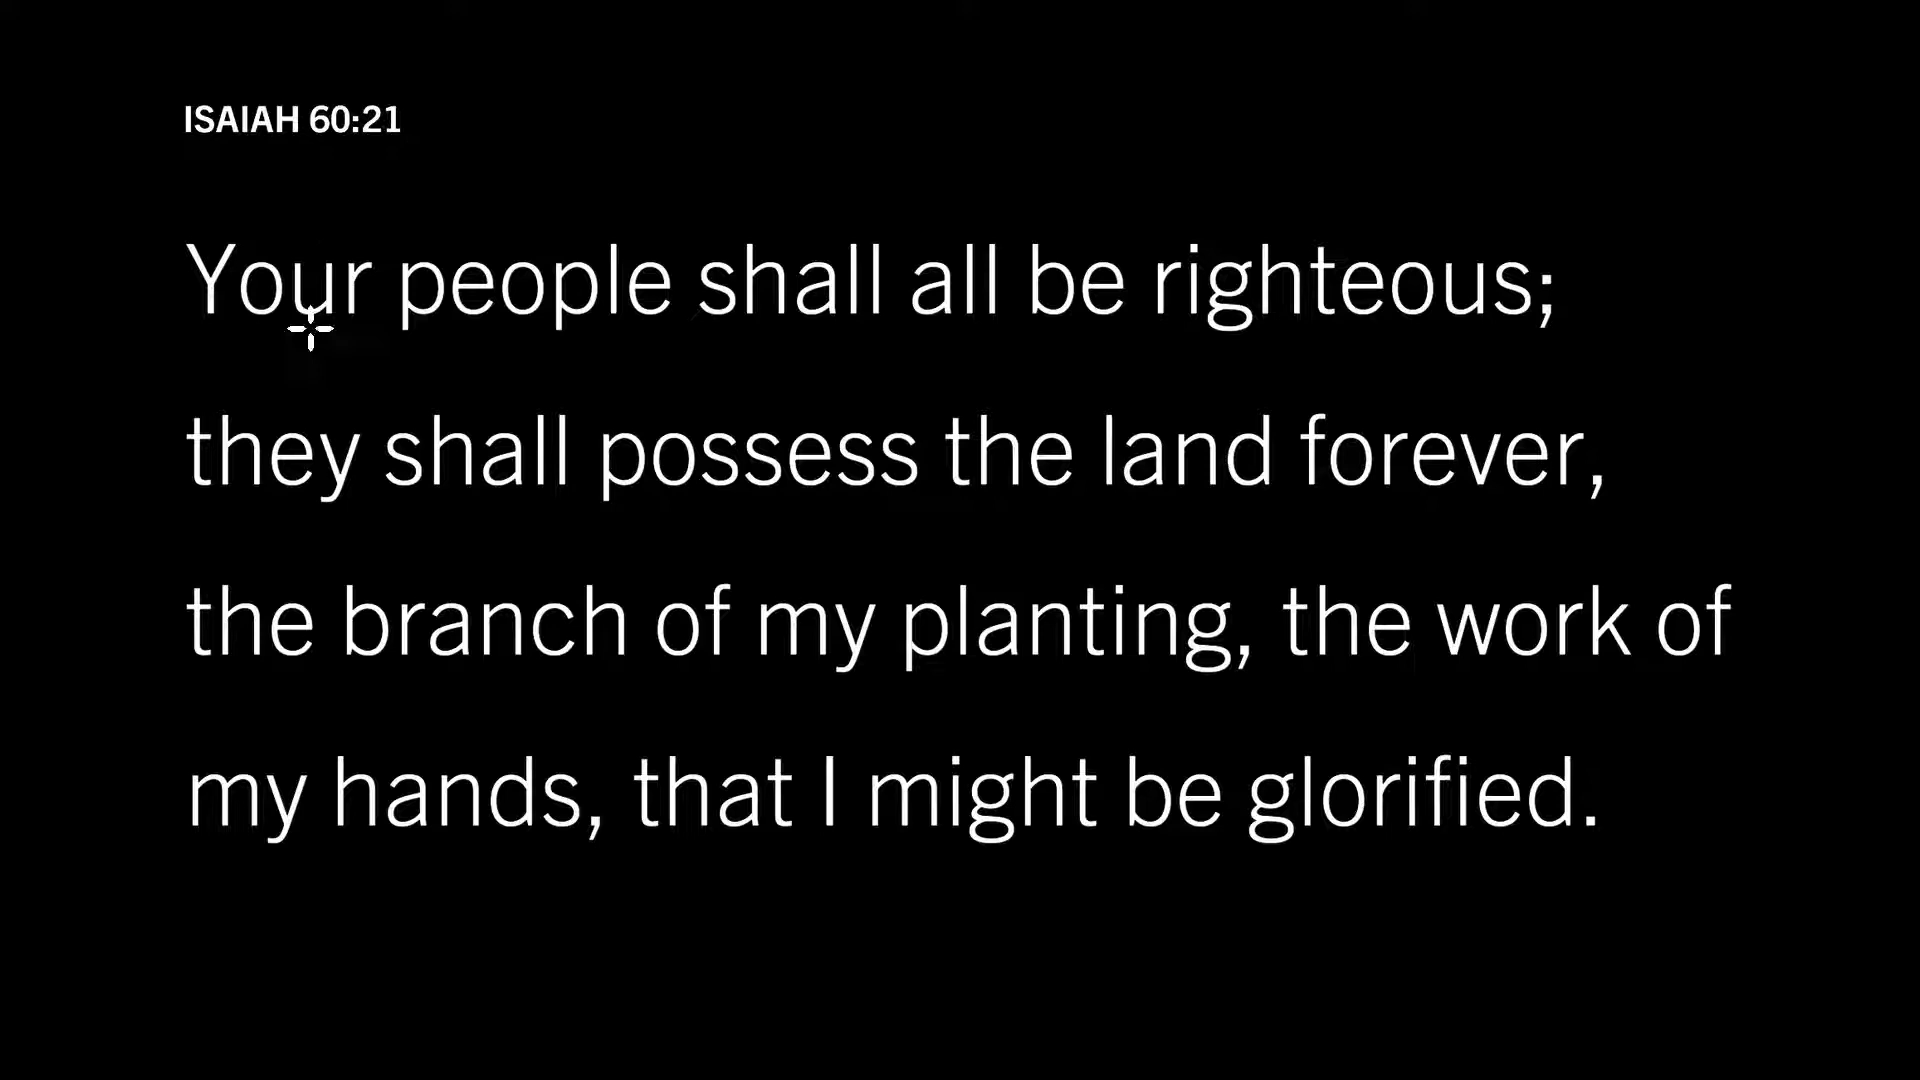 ISAIAH 60:21
Your people shall all be righteous;
they shall possess the land forever,
the branch of my planting, the work of
my hands, that I might be glorified.